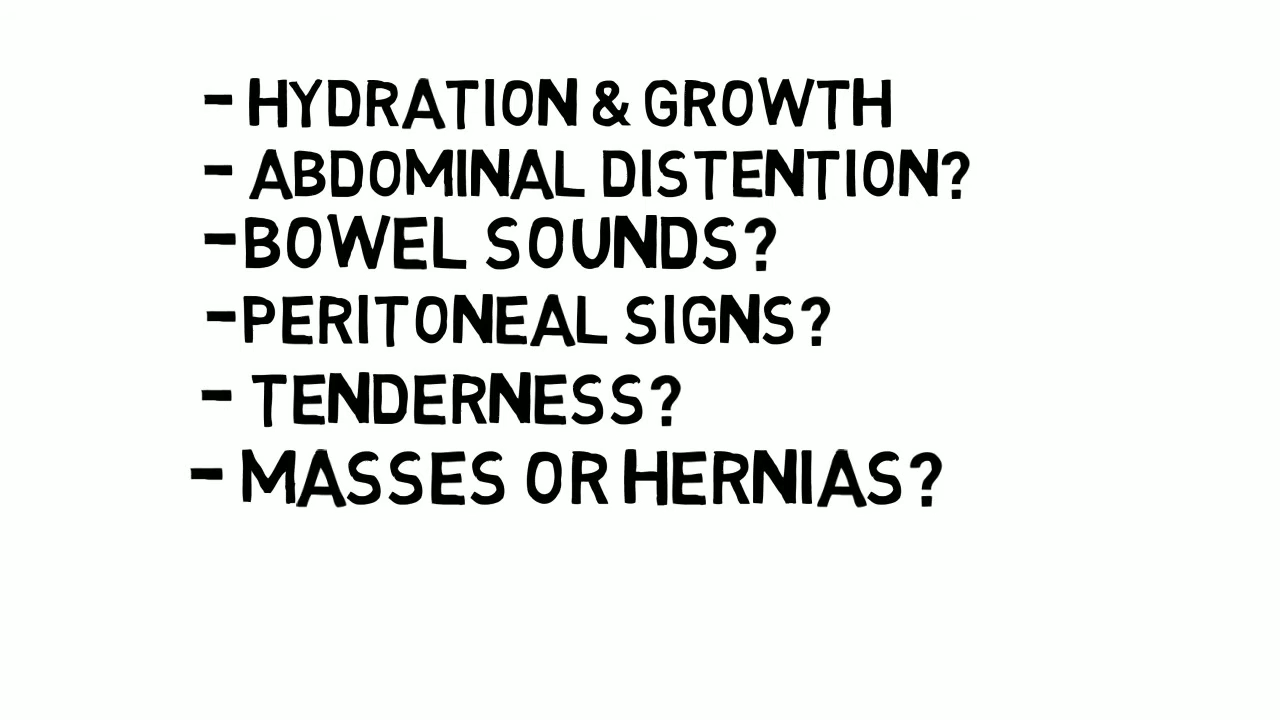 - HYDRATION & GROWTH
- ABDOMINAL DISTENTION?
-BOWEL SOUNDS?
-PERITONEAL SIGNS?
- TENDERNESS?
- MASSES OR HERNIAS?